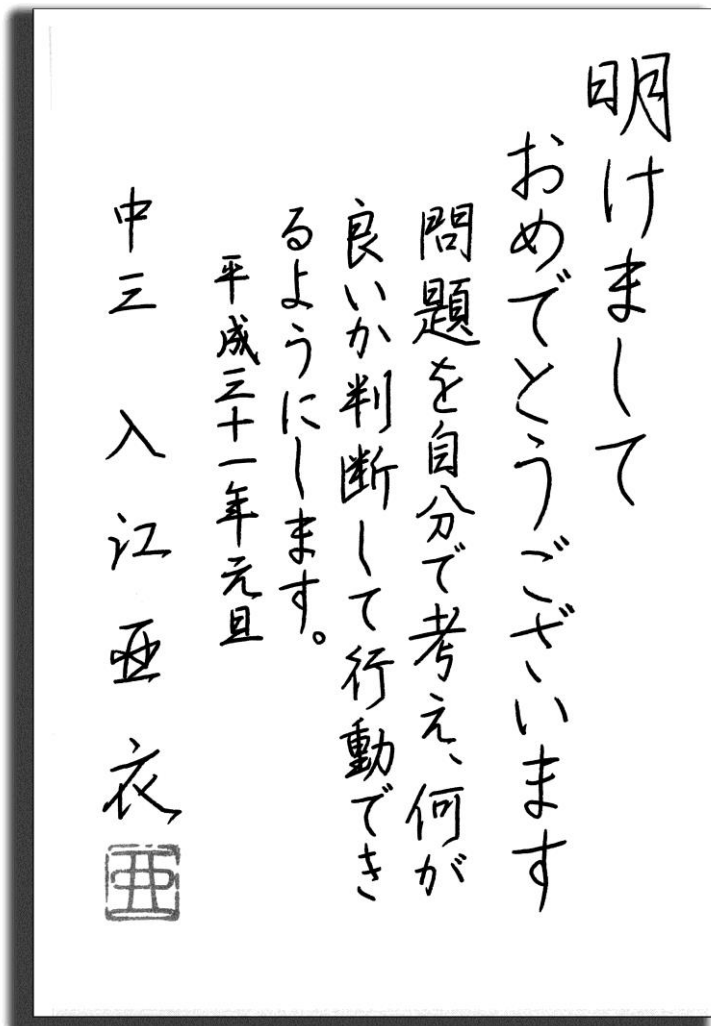 明けまして
おめでとうございます
問題を自分で考え、何が
良いか判断して行動でき
るようにします。
平成三十一年元旦
中三 入江亜衣
亜